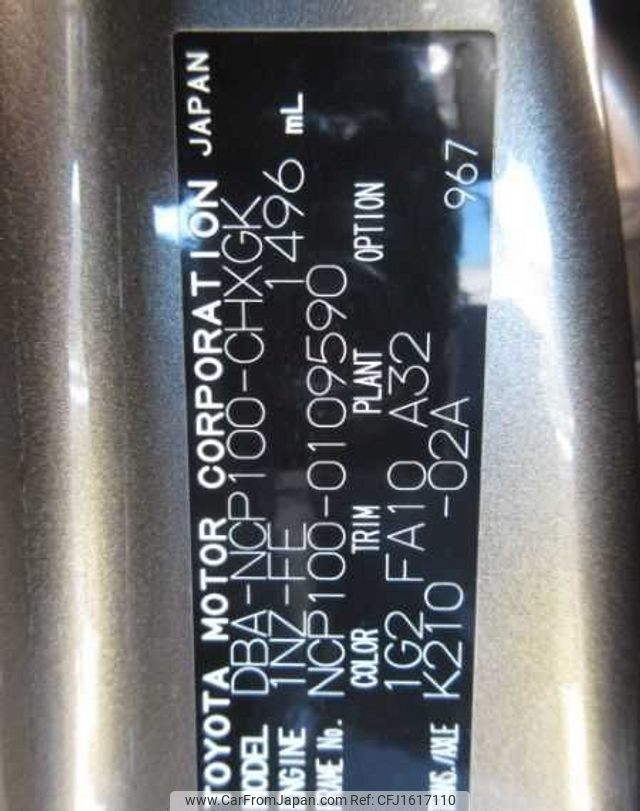 TOYOTA MOTOR CORPORATION JAPAN
MODEL DBA-NCP100-CHXGK
ENGINE 1NZ-FE 1496 mL
FRAME No. NCP100-0109590
COLOR TRIM PLANT OPTION
1G2 FA10 A32
TRANS./AXLE K210 -02A 967
www.CarFromJapan.com Ref: CFJ1617110